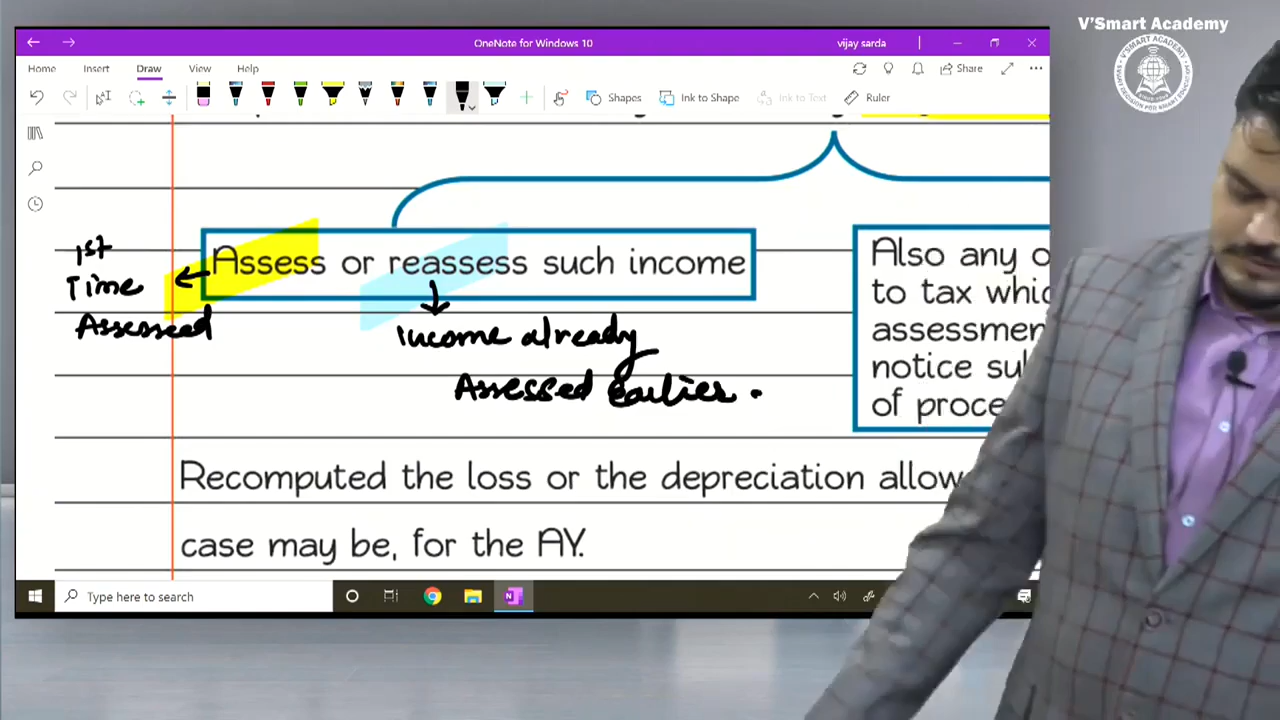 V'Smart Academy
OneNote for Windows 10
vijay sarda
Home Insert Draw View Help
Share
Shapes Ink to Shape Ink to Text Ruler
Assess or reassess such income
1st
Time
Assessed
Income already
Assessed earlier.
Also any o
to tax whic
assessmen
notice su
of proce
Recomputed the loss or the depreciation allow
case may be, for the AY.
Type here to search